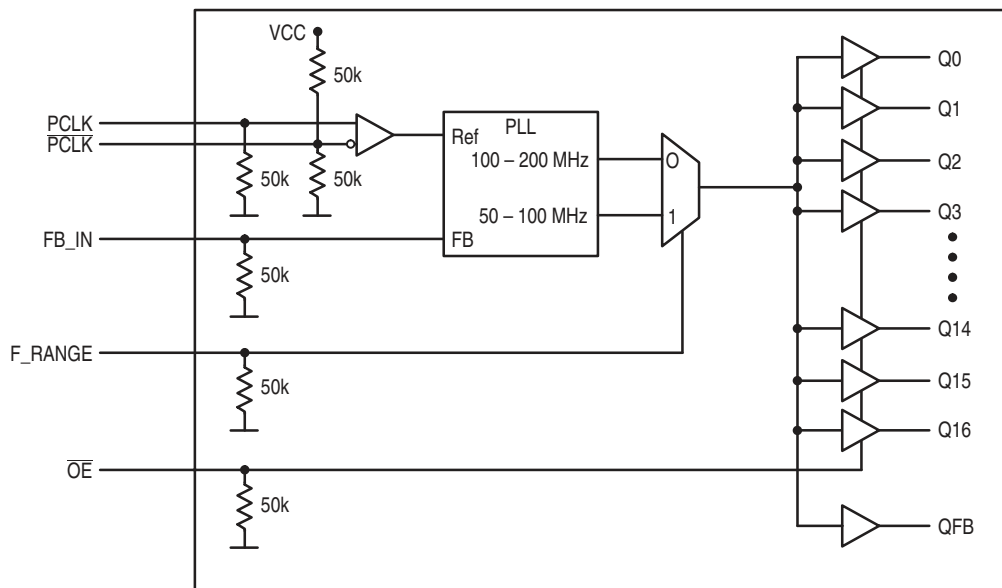 VCC
50k
PCLK
PCLK
50k
50k
Ref
PLL
100 – 200 MHz
50 – 100 MHz
FB
O
1
FB_IN
50k
F_RANGE
50k
OE
50k
Q0
Q1
Q2
Q3
Q14
Q15
Q16
QFB